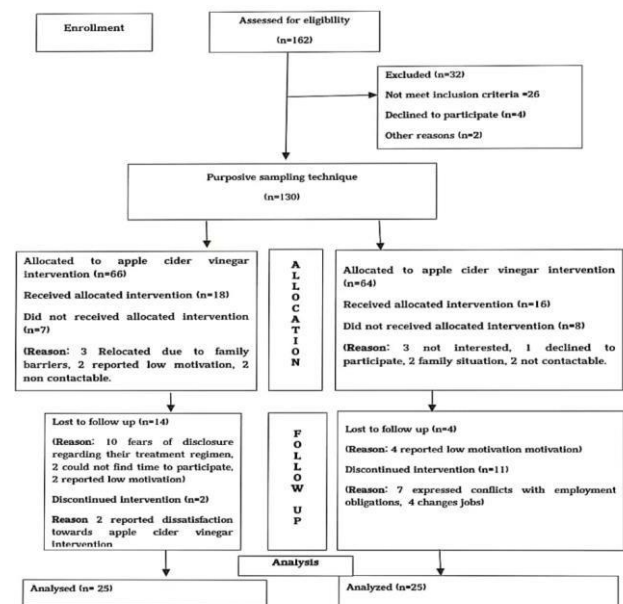 Enrollment
Assessed for eligibility
(n=162)
Excluded (n=32)
Not meet inclusion criteria =26
Declined to participate (n=4)
Other reasons (n=2)
Purposive sampling technique
(n=130)
Allocated to apple cider vinegar
intervention (n=66)
Received allocated intervention (n=18)
Did not received allocated intervention
(n=7)
(Reason: 3 Relocated due to family
barriers, 2 reported low motivation, 2
non contactable.
A
L
L
O
C
A
T
I
O
N
Allocated to apple cider vinegar intervention
(n=64)
Received allocated intervention (n=16)
Did not received allocated intervention (n=8)
(Reason: 3 not interested, 1 declined to
participate, 2 family situation, 2 not contactable.
Lost to follow up (n=14)
(Reason: 10 fears of disclosure
regarding their treatment regimen,
2 could not find time to participate,
2 reported low motivation)
Discontinued intervention (n=2)
Reason 2 reported dissatisfaction
towards apple cider vinegar
intervention
F
O
L
L
O
W
U
P
Lost to follow up (n=4)
(Reason: 4 reported low motivation motivation)
Discontinued intervention (n=11)
(Reason: 7 expressed conflicts with employment
obligations, 4 changes jobs)
Analysis
Analysed (n= 25)
Analyzed (n=25)